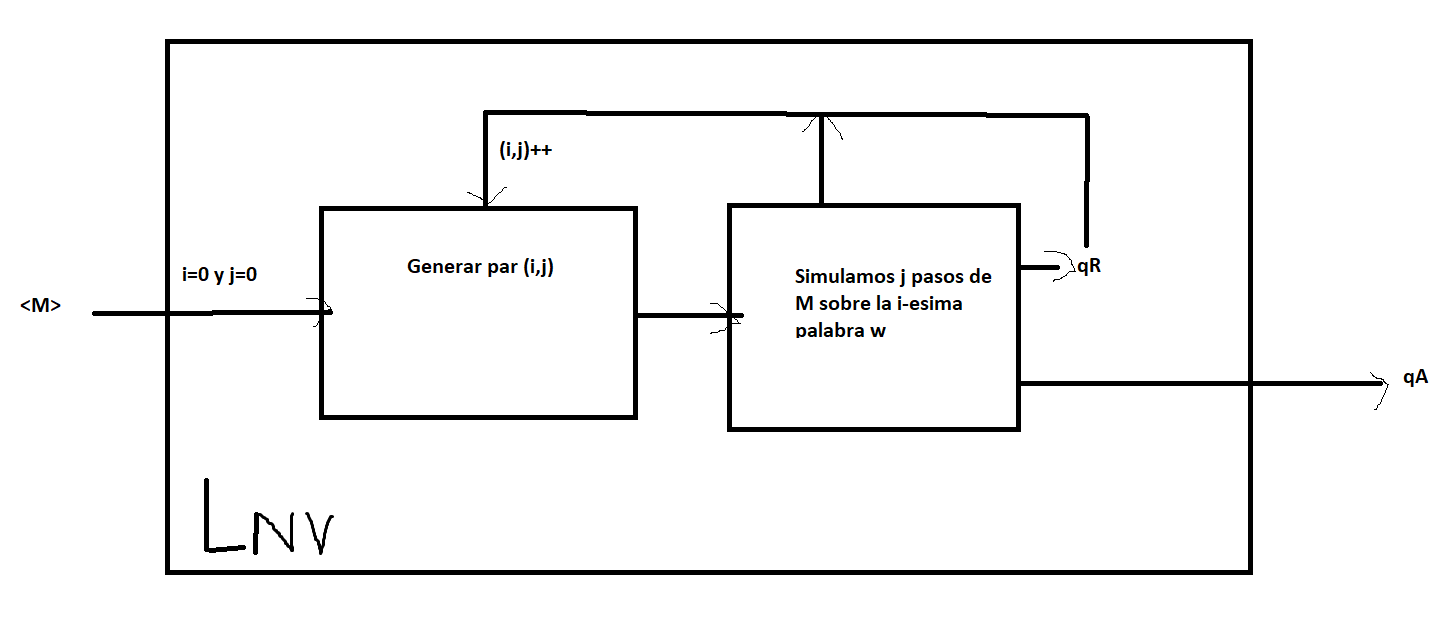 (i,j)++
i=0 y j=0
<M>
Generar par (i,j)
Simulamos j pasos de
M sobre la i-esima
palabra w
qR
qA
LNV